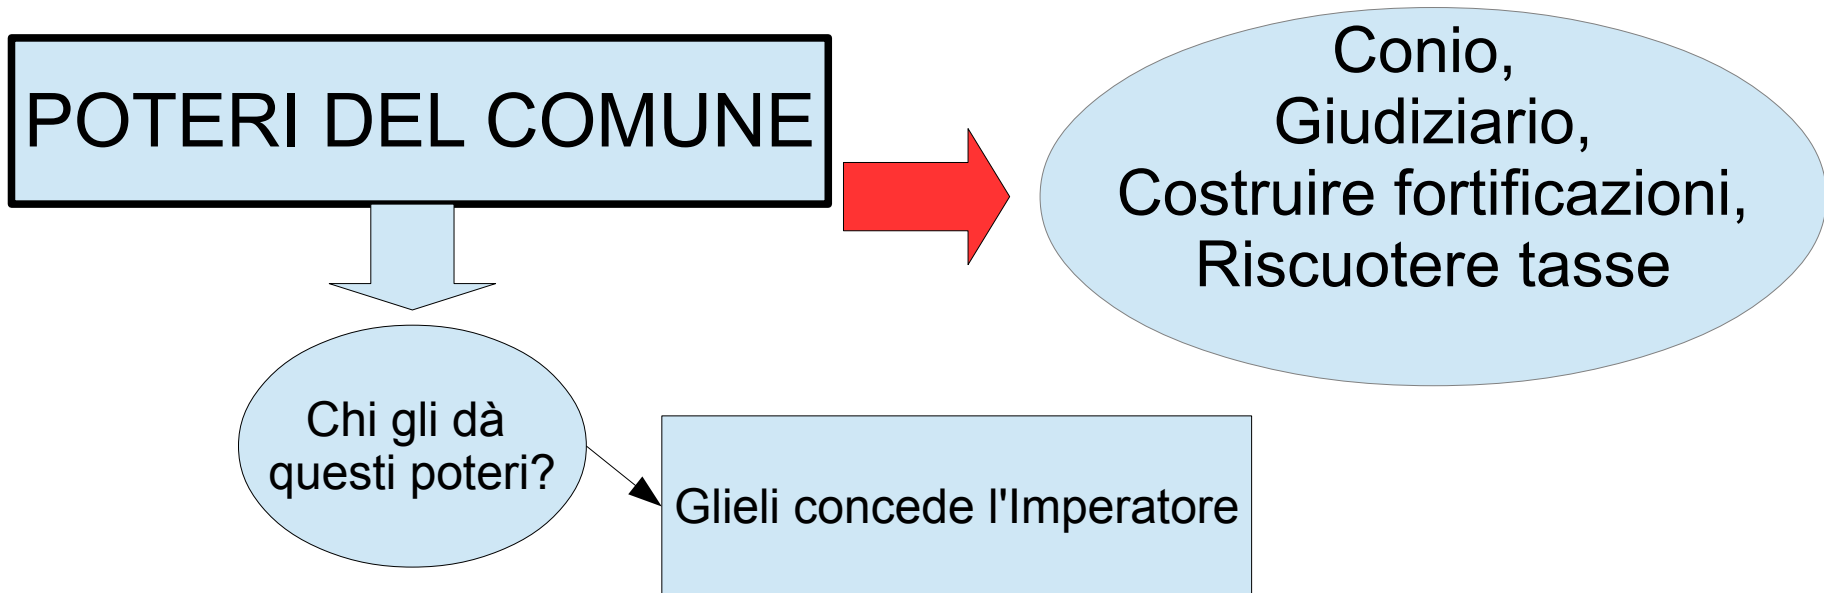 POTERI DEL COMUNE
Conio,
Giudiziario,
Costruire fortificazioni,
Riscuotere tasse
Chi gli dà
questi poteri?
Glieli concede l'Imperatore